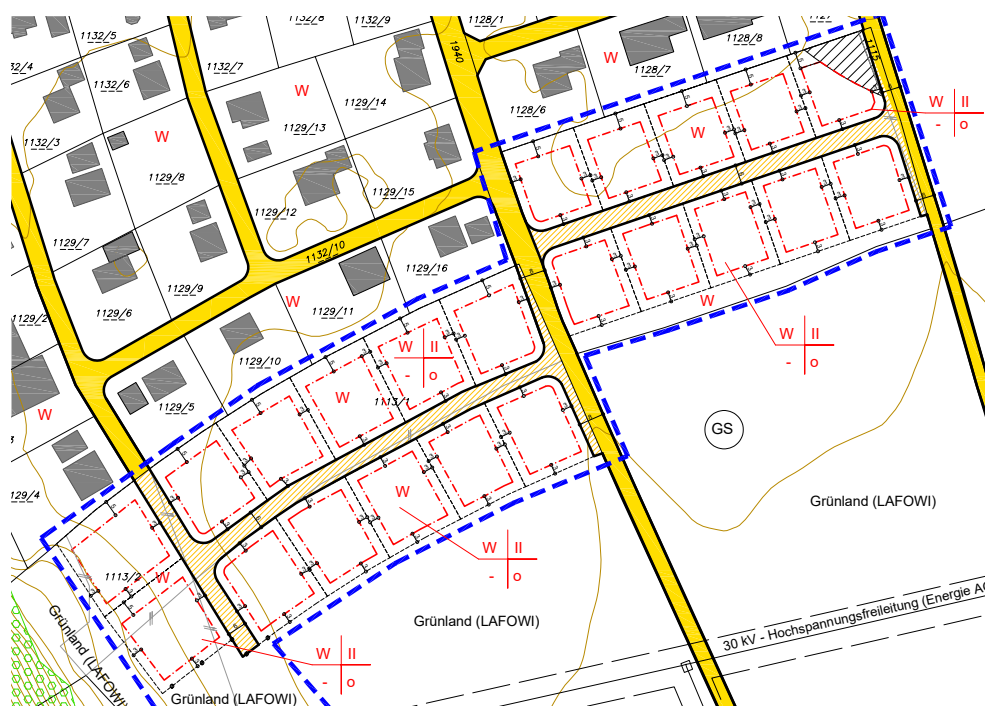 1132/5
1132/8
1132/9
1128/1
1128/8
1132/4
1132/6
1132/7
W
1940
W
1128/7
1115
W
1129/14
1128/6
W II
- o
1132/3
W
1129/13
W
1129/8
1129/15
1129/12
1129/7
1132/10
1129/16
1129/9
W
W
1129/2
1129/6
1129/11
W II
- o
W II
- o
1129/10
W
1113/1
W
1129/5
GS
1129/4
W
Grünland (LAFOWI)
W II
- o
1113/2
W
Grünland (LAFOWI)
Grünland (LAFOWI)
30 kV - Hochspannungsfreileitung (Energie AG
W II
- o
Grünland (LAFOWI)